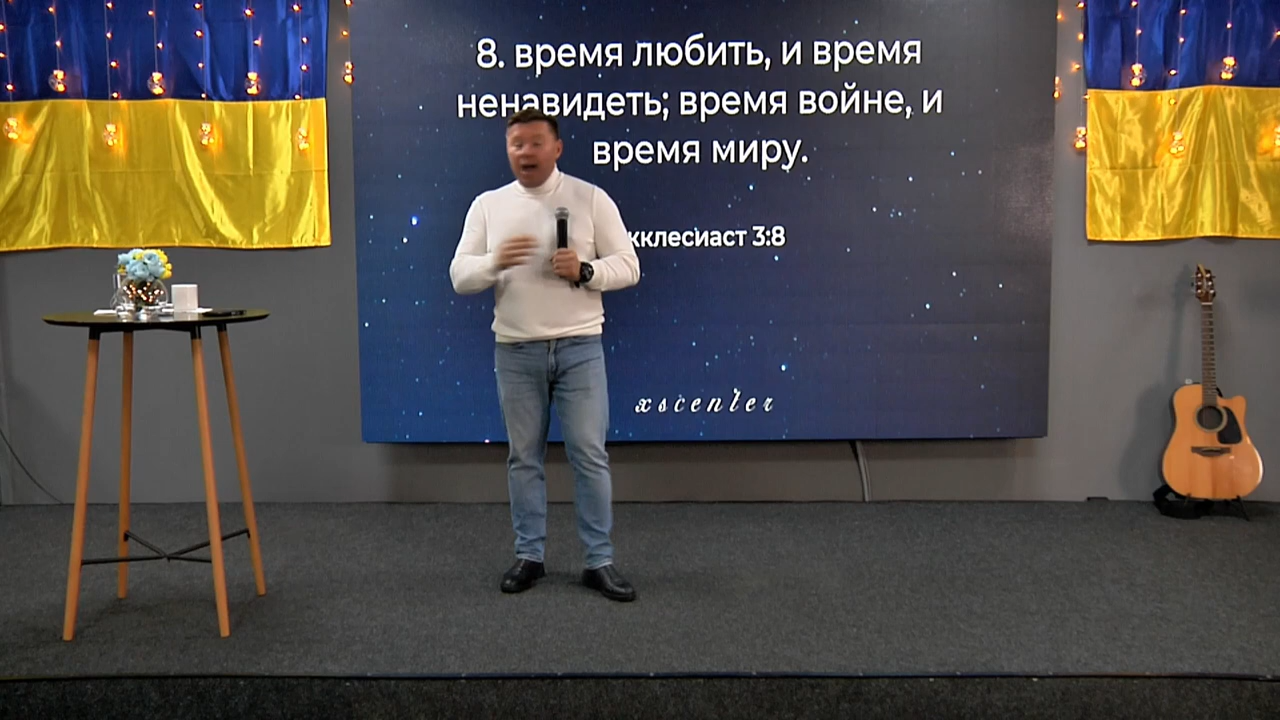 8. время любить, и время
ненавидеть; время войне, и
время миру.
кклесиаст 3:8
xscenter